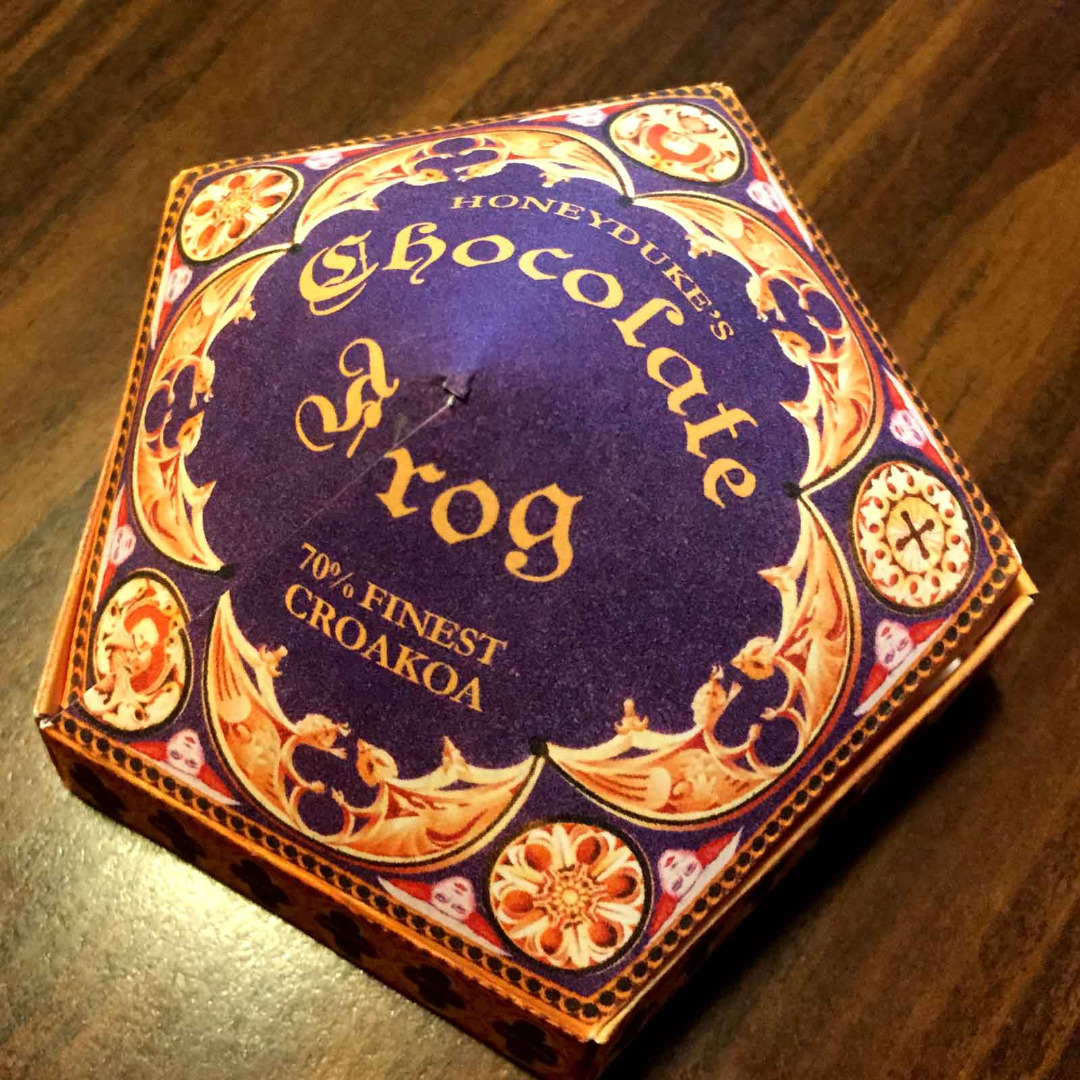 HONEYDUKE'S
Chocolate
Frog
70% FINEST
CROAKOA